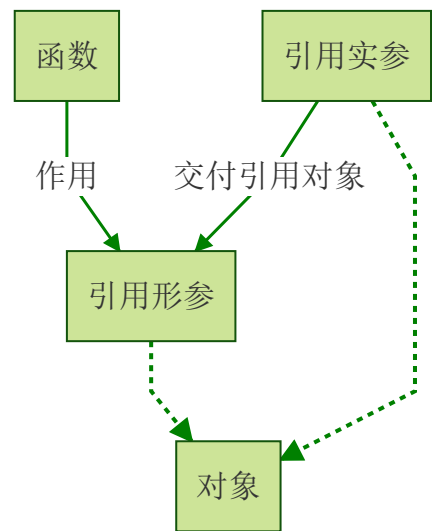 函数
引用实参
作用
交付引用对象
引用形参
对象